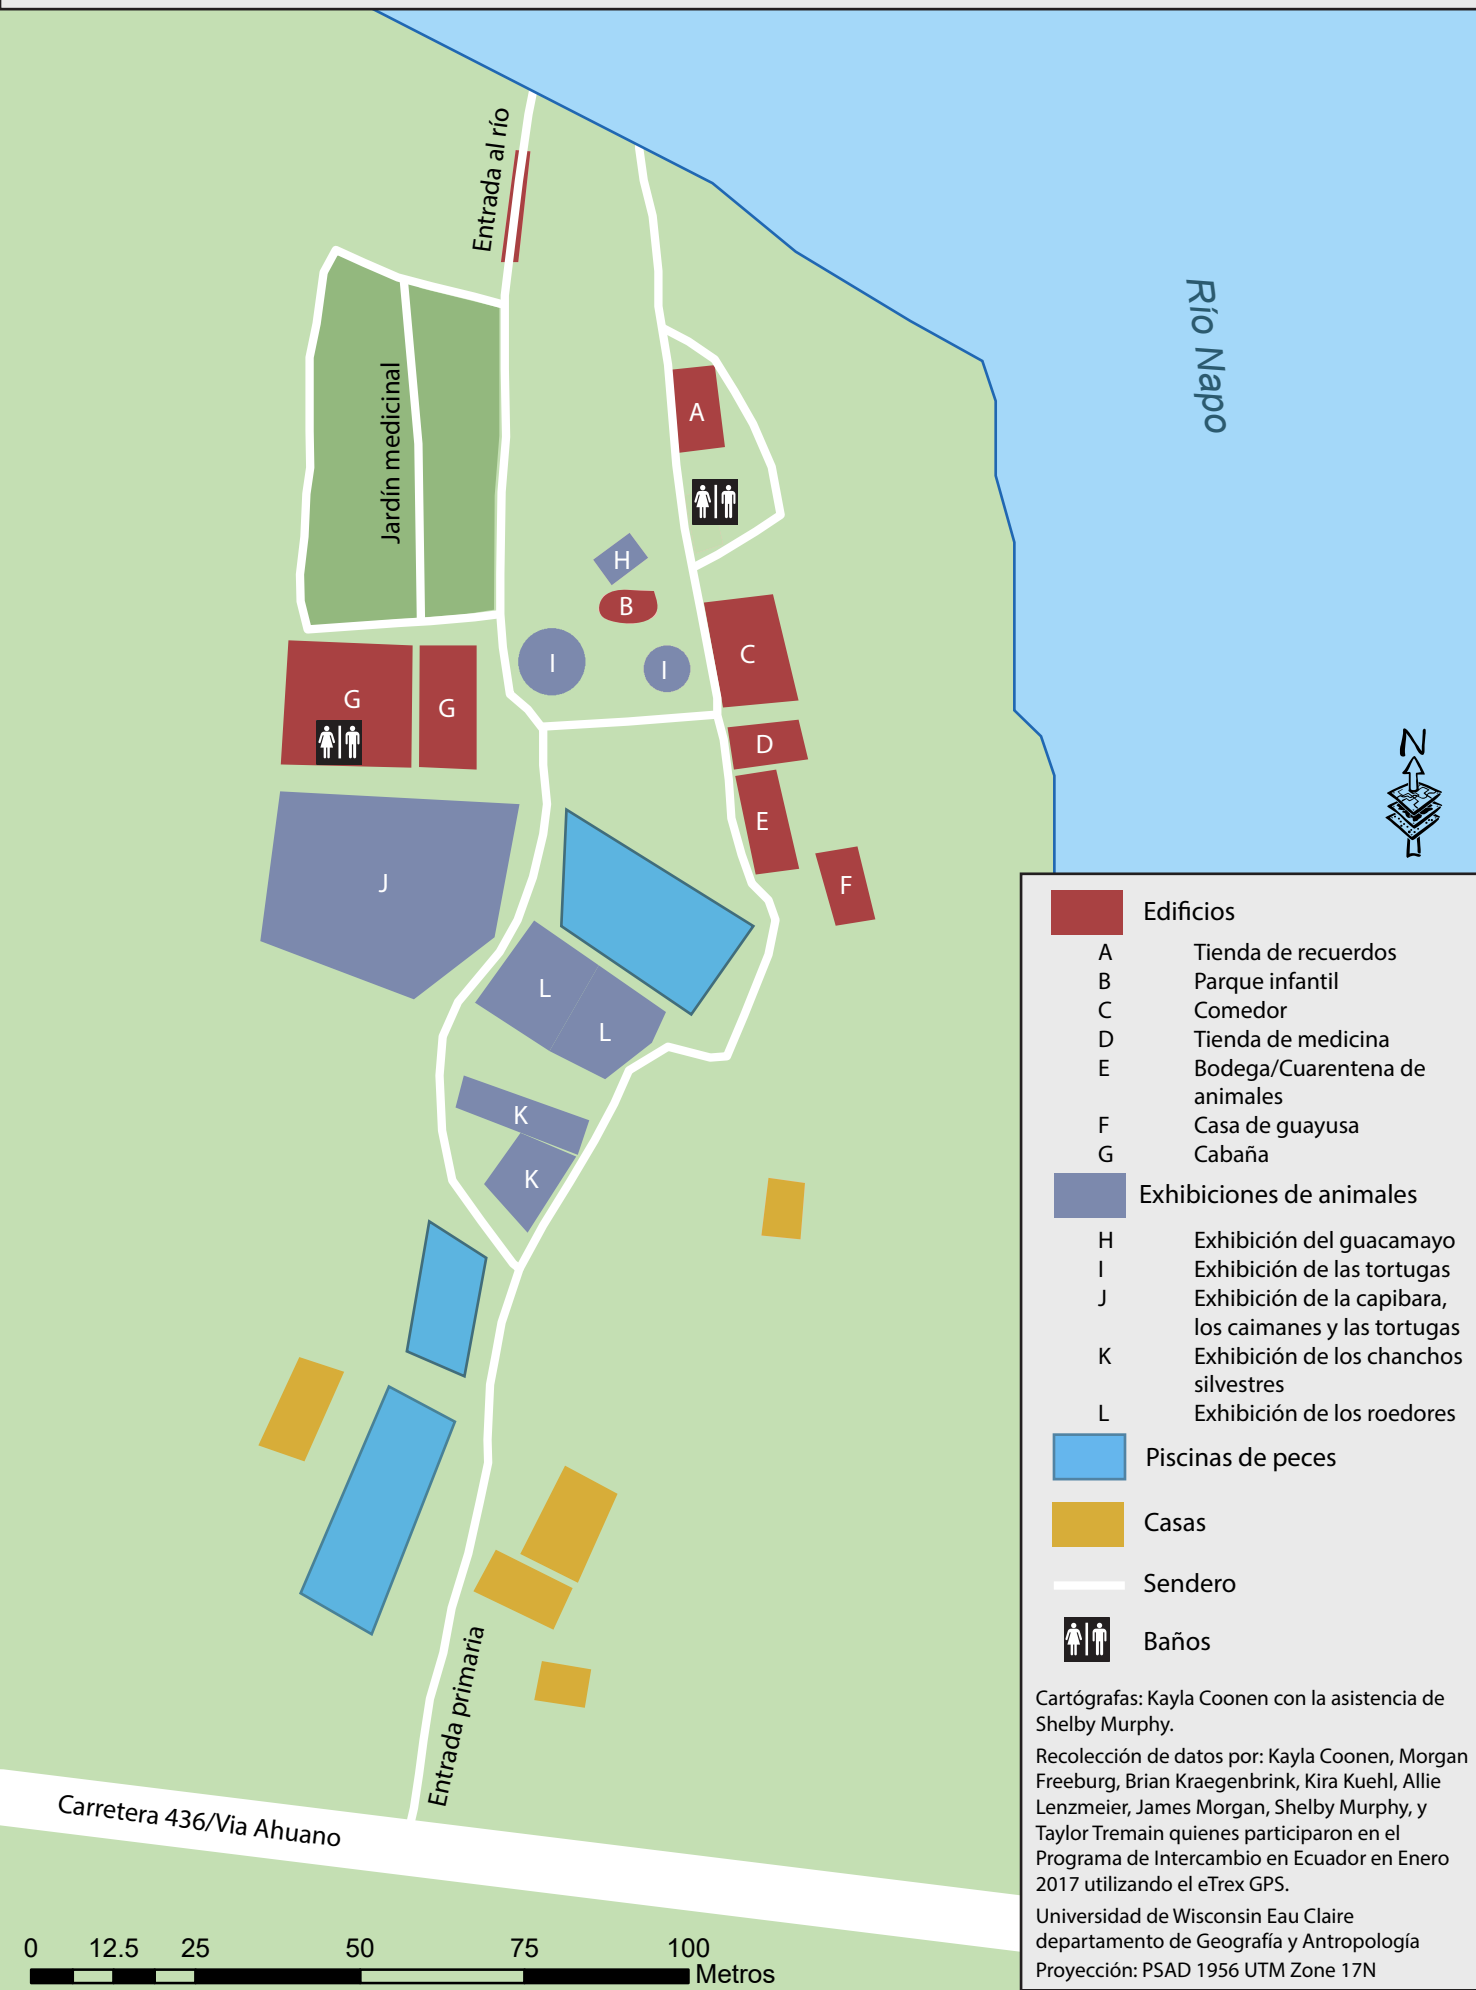 Entrada al río
Río Napo
Jardín medicinal
A
H
B
I
I
C
G
G
D
E
F
J
L
L
K
K
N
Entrada primaria
Carretera 436/Via Ahuano
0 12.5 25 50 75 100
Metros
Edificios
A Tienda de recuerdos
B Parque infantil
C Comedor
D Tienda de medicina
E Bodega/Cuarentena de
animales
F Casa de guayusa
G Cabaña
Exhibiciones de animales
H Exhibición del guacamayo
I Exhibición de las tortugas
J Exhibición de la capibara,
los caimanes y las tortugas
K Exhibición de los chanchos
silvestres
L Exhibición de los roedores
Piscinas de peces
Casas
Sendero
Baños
Cartógrafas: Kayla Coonen con la asistencia de
Shelby Murphy.
Recolección de datos por: Kayla Coonen, Morgan
Freeburg, Brian Kraegenbrink, Kira Kuehl, Allie
Lenzmeier, James Morgan, Shelby Murphy, y
Taylor Tremain quienes participaron en el
Programa de Intercambio en Ecuador en Enero
2017 utilizando el eTrex GPS.
Universidad de Wisconsin Eau Claire
departamento de Geografía y Antropología
Proyección: PSAD 1956 UTM Zone 17N